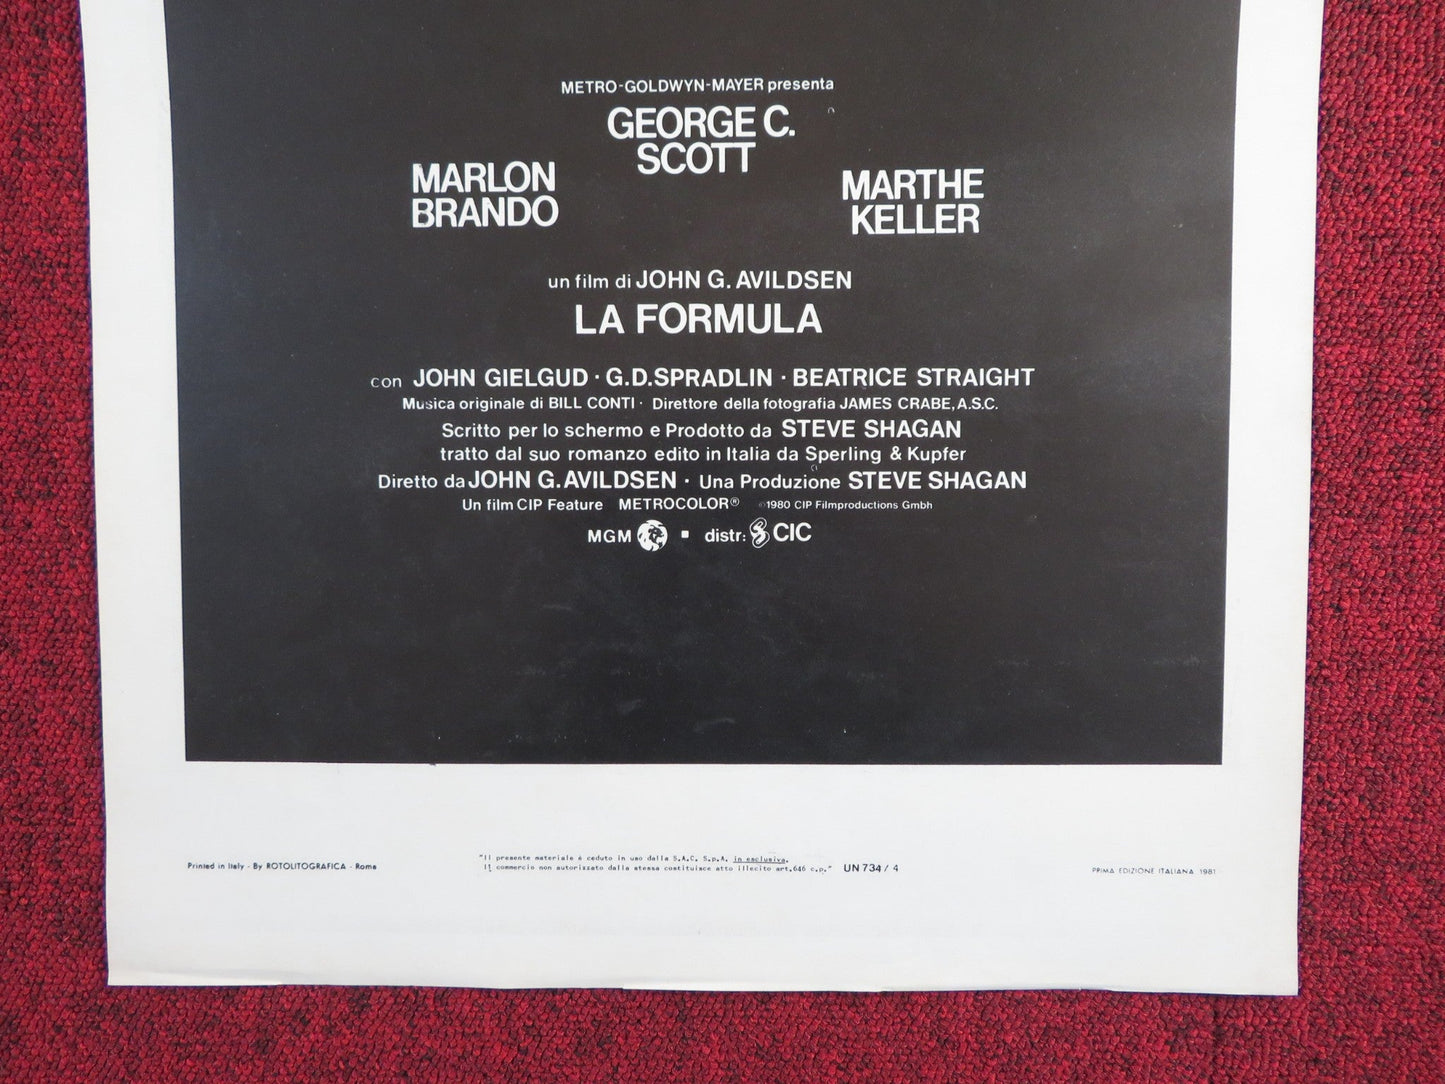 METRO-GOLDWYN-MAYER presenta
GEORGE C.
SCOTT
MARLON
BRANDO
MARTHE
KELLER
un film di JOHN G. AVILDSEN
LA FORMULA
con JOHN GIELGUD · G.D.SPRADLIN · BEATRICE STRAIGHT
Musica originale di BILL CONTI · Direttore della fotografia JAMES CRABE, A.S.C.
Scritto per lo schermo e Prodotto da STEVE SHAGAN
tratto dal suo romanzo edito in Italia da Sperling & Kupfer
Diretto da JOHN G. AVILDSEN · Una Produzione STEVE SHAGAN
Un film CIP Feature METROCOLOR® ©1980 CIP Filmproductions Gmbh
MGM ▪ distr: CIC
Printed in Italy - By ROTOLITOGRAFICA - Rome
"Il presente materiale è ceduto in uso dalla S.A.C. S.p.A. in esclusiva.
Il commercio non autorizzato dalla stessa costituisce atto illecito art.646 c.p." UN 734 / 4
PRIMA EDIZIONE ITALIANA 1981